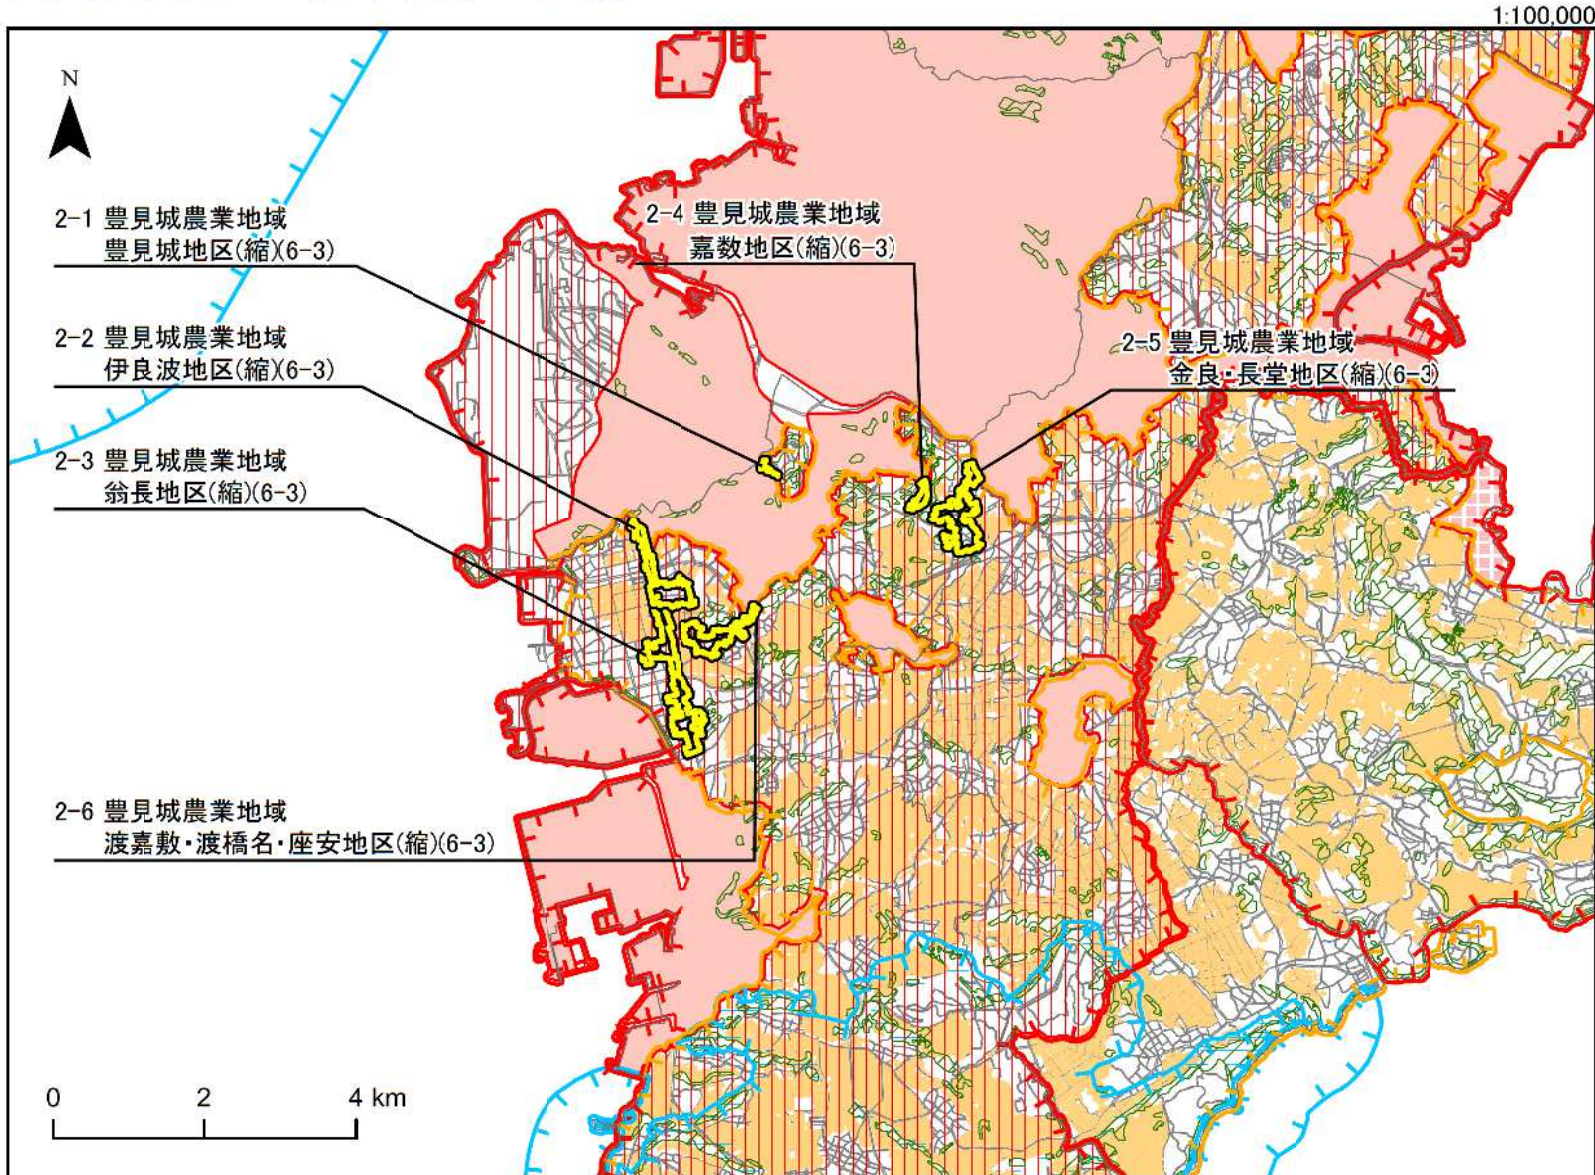 1:100,000
N
2-1 豊見城農業地域
豊見城地区(縮)(6-3)
2-4 豊見城農業地域
嘉数地区(縮)(6-3)
2-2 豊見城農業地域
伊良波地区(縮)(6-3)
2-5 豊見城農業地域
金良・長堂地区(縮)(6-3)
2-3 豊見城農業地域
翁長地区(縮)(6-3)
2-6 豊見城農業地域
渡嘉敷・渡橋名・座安地区(縮)(6-3)
0 2 4 km